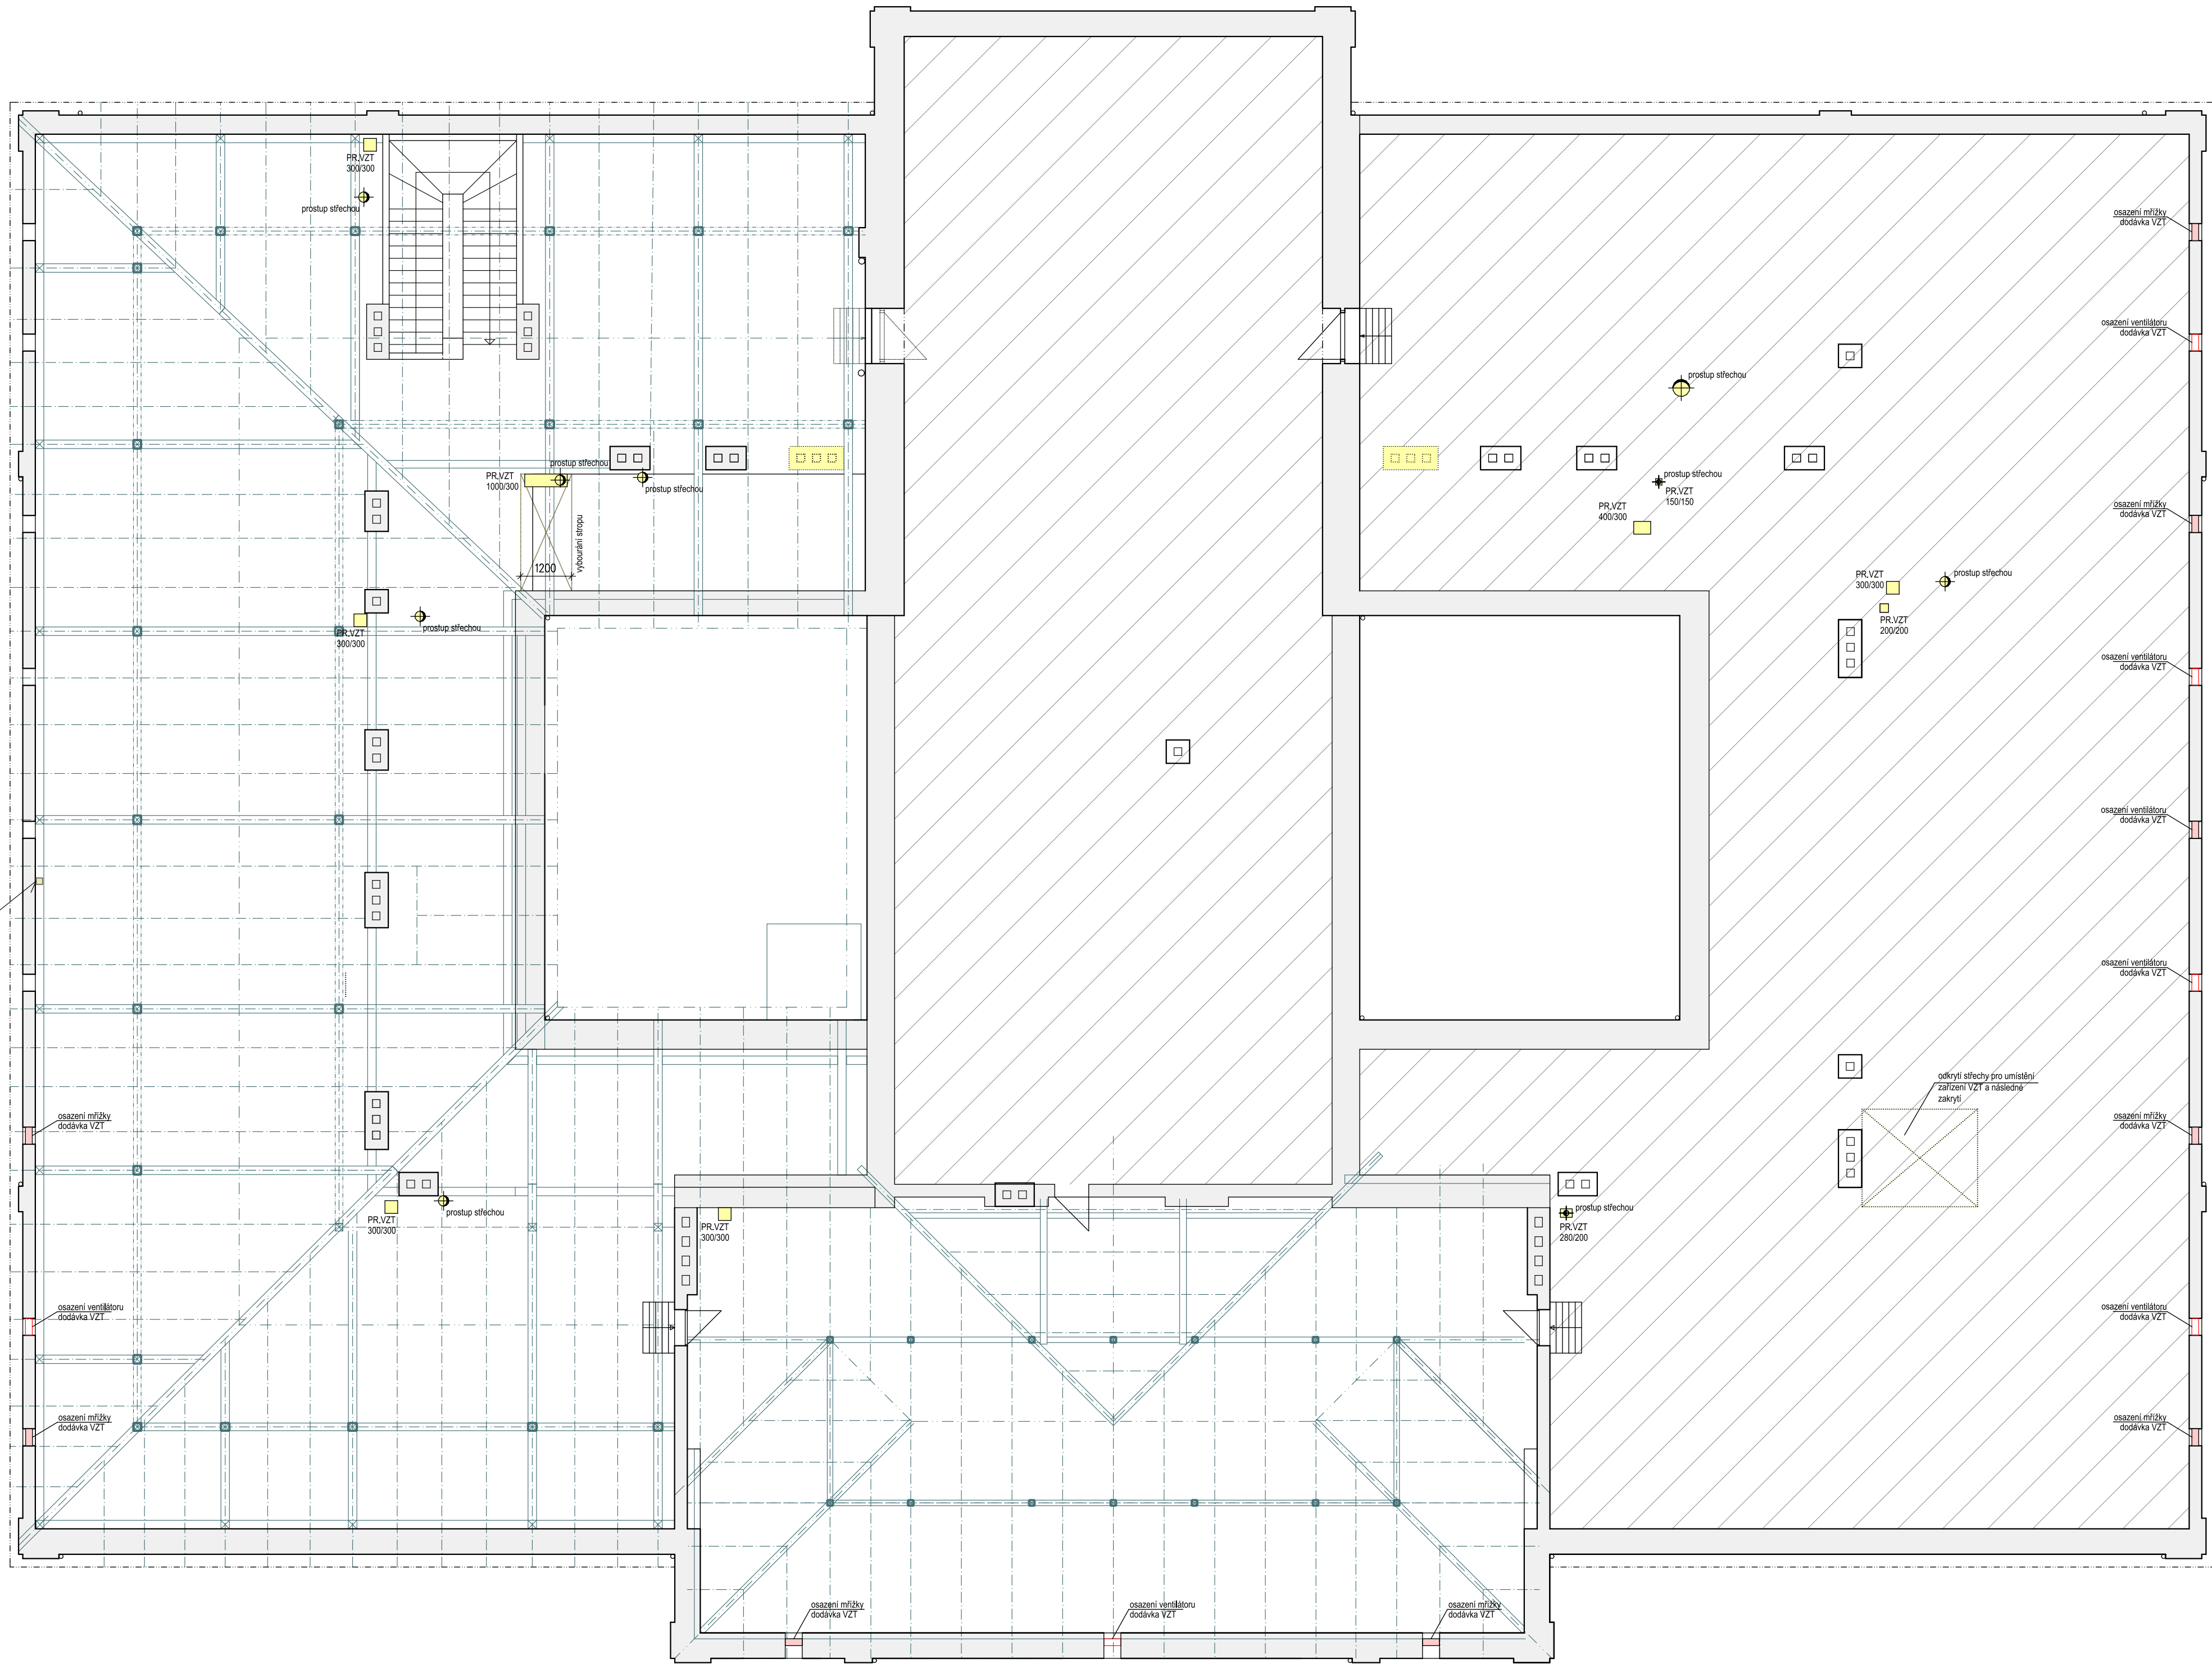 PR.VZT
300/300
prostup střechou
osazení mřížky
dodávka VZT
osazení ventilátoru
dodávka VZT
prostup střechou
prostup střechou
PR.VZT
1000/300
prostup střechou
prostup střechou
PR.VZT
150/150
PR.VZT
400/300
osazení mřížky
dodávka VZT
vybourání stropu
1200
PR.VZT
300/300
prostup střechou
PR.VZT
200/200
PR.VZT
300/300
prostup střechou
osazení ventilátoru
dodávka VZT
osazení ventilátoru
dodávka VZT
osazení ventilátoru
dodávka VZT
odkrytí střechy pro umístění
zařízení VZT a následné
zakrytí
osazení mřížky
dodávka VZT
osazení mřížky
dodávka VZT
PR.VZT
300/300
prostup střechou
PR.VZT
300/300
prostup střechou
PR.VZT
280/200
osazení ventilátoru
dodávka VZT
osazení ventilátoru
dodávka VZT
osazení mřížky
dodávka VZT
osazení mřížky
dodávka VZT
osazení mřížky
dodávka VZT
osazení ventilátoru
dodávka VZT
osazení mřížky
dodávka VZT